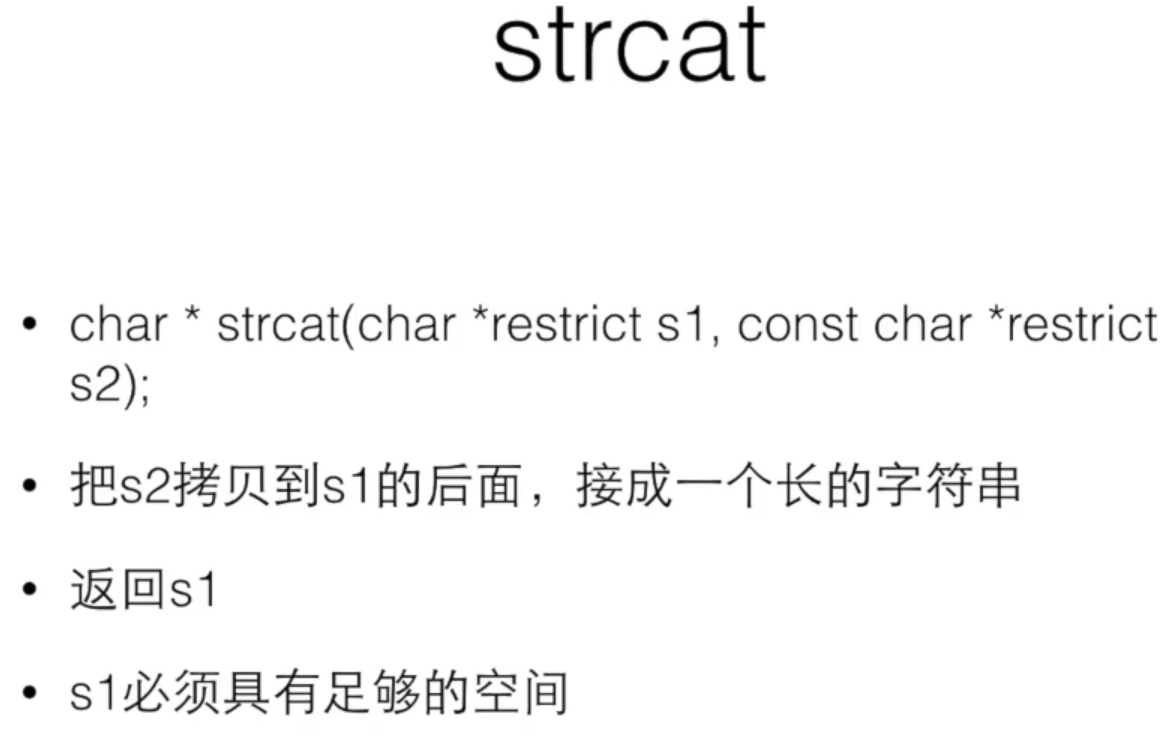 strcat
• char * strcat(char *restrict s1, const char *restrict
s2);
• 把s2拷贝到s1的后面，接成一个长的字符串
• 返回s1
• s1必须具有足够的空间